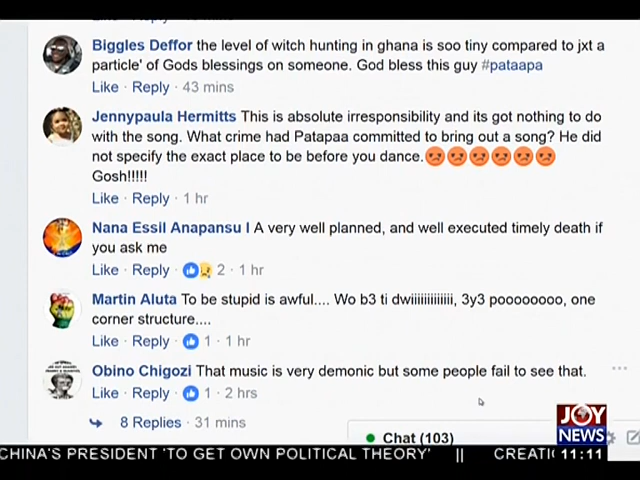 Biggles Deffor the level of witch hunting in ghana is soo tiny compared to jxt a
particle' of Gods blessings on someone. God bless this guy #pataapa
Like · Reply · 43 mins
Jennypaula Hermitts This is absolute irresponsibility and its got nothing to do
with the song. What crime had Patapaa committed to bring out a song? He did
not specify the exact place to be before you dance.😡😡😡😡😡😡
Gosh!!!!!
Like · Reply · 1 hr
Nana Essil Anapansu I A very well planned, and well executed timely death if
you ask me
Like · Reply · 2 · 1 hr
Martin Aluta To be stupid is awful.... Wo b3 ti dwiiiiiiiiiiiiii, 3y3 poooooooo, one
corner structure....
Like · Reply · 1 · 1 hr
Obino Chigozi That music is very demonic but some people fail to see that.
Like · Reply · 1 · 2 hrs
8 Replies · 31 mins
Chat (103)
JOY
NEWS
CHINA'S PRESIDENT 'TO GET OWN POLITICAL THEORY' || CREATI
11:11